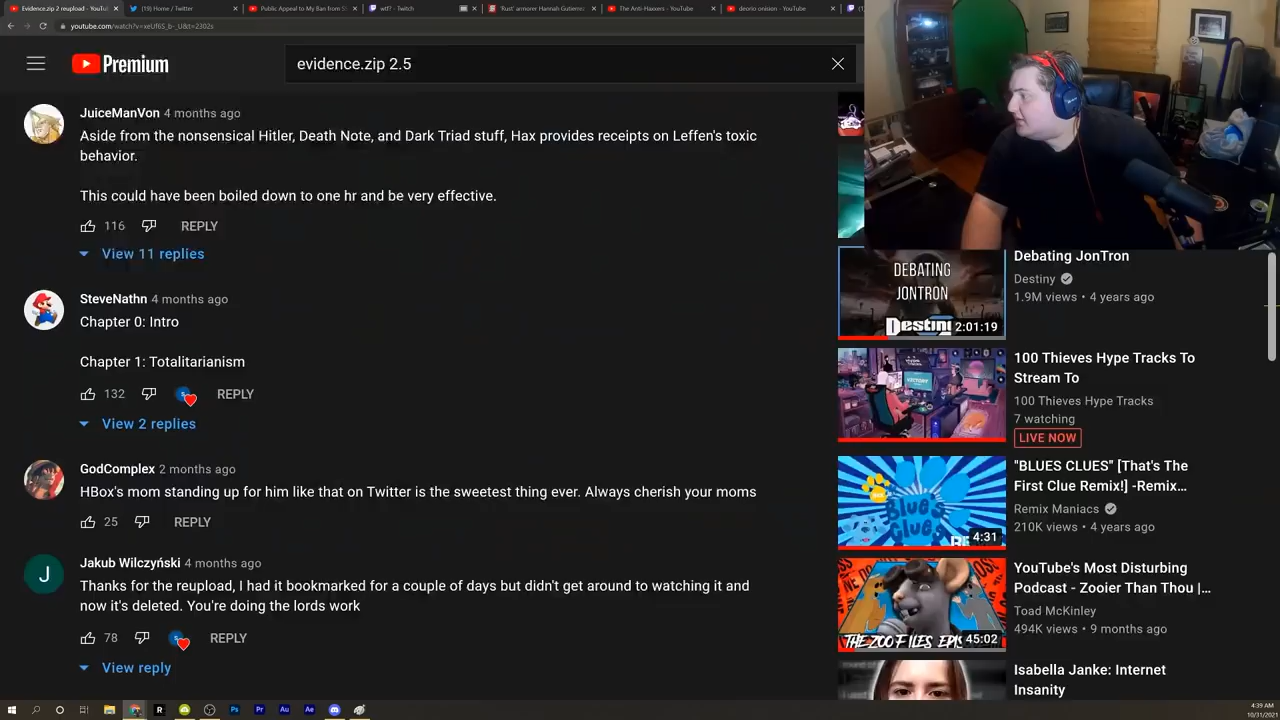 Evidence.zip 2 reupload - YouTu
(19) Home / Twitter
Public Appeal to My Ban from S
wtf? - Twitch
'Rust' armorer Hannah Gutierrez
The Anti-Haxxers - YouTube
deorio onision - YouTube
youtube.com/watch?v=xeUf6S_b-_U&t=2302s
Premium
evidence.zip 2.5
JuiceManVon 4 months ago
Aside from the nonsensical Hitler, Death Note, and Dark Triad stuff, Hax provides receipts on Leffen's toxic
behavior.
This could have been boiled down to one hr and be very effective.
116 REPLY
View 11 replies
SteveNathn 4 months ago
Chapter 0: Intro
Chapter 1: Totalitarianism
132 REPLY
View 2 replies
GodComplex 2 months ago
HBox's mom standing up for him like that on Twitter is the sweetest thing ever. Always cherish your moms
25 REPLY
Jakub Wilczyński 4 months ago
J
Thanks for the reupload, I had it bookmarked for a couple of days but didn't get around to watching it and
now it's deleted. You're doing the lords work
78 REPLY
View reply
DEBATING
JONTRON
Destiny
2:01:19
Debating JonTron
Destiny
1.9M views • 4 years ago
100 Thieves Hype Tracks To
Stream To
100 Thieves Hype Tracks
7 watching
LIVE NOW
Blue's
Clues
4:31
"BLUES CLUES" [That's The
First Clue Remix!] -Remix...
Remix Maniacs
210K views • 4 years ago
THE ZOO FILES EPIS
45:02
YouTube's Most Disturbing
Podcast - Zooier Than Thou |...
Toad McKinley
494K views • 9 months ago
Isabella Janke: Internet
Insanity
4:39 AM
10/31/2021